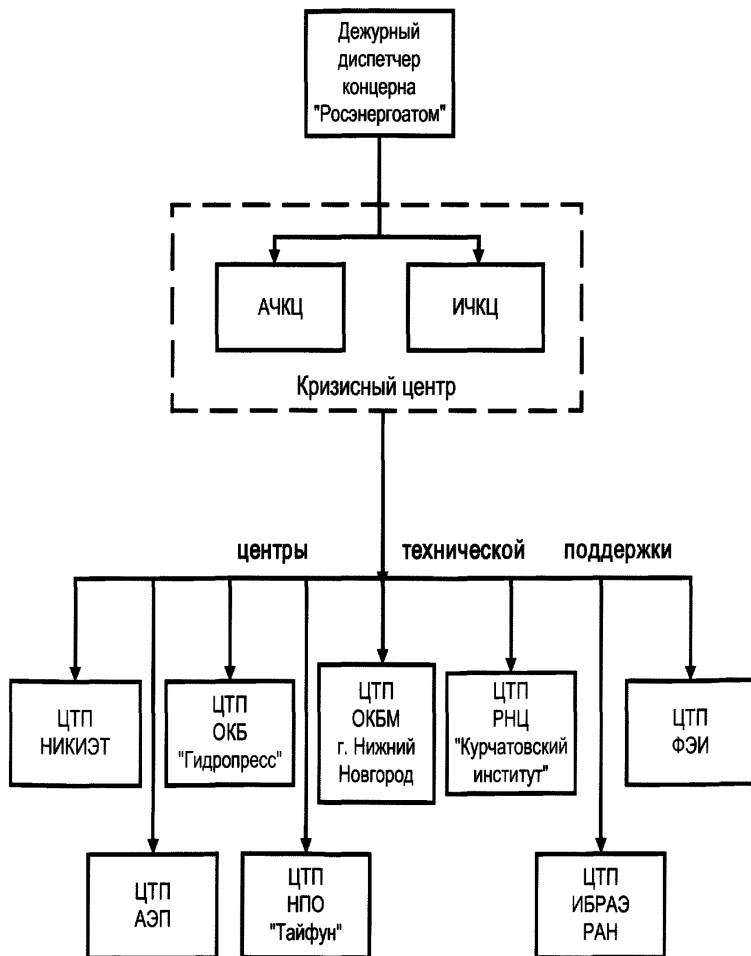 Дежурный
диспетчер
концерна
"Росэнергоатом"
АЧКЦ
ИЧКЦ
Кризисный центр
центры технической поддержки
ЦТП
НИКИЭТ
ЦТП
ОКБ
"Гидропресс"
ЦТП
ОКБМ
г. Нижний
Новгород
ЦТП
РНЦ
"Курчатовский
институт"
ЦТП
ФЭИ
ЦТП
АЭП
ЦТП
НПО
"Тайфун"
ЦТП
ИБРАЭ
РАН